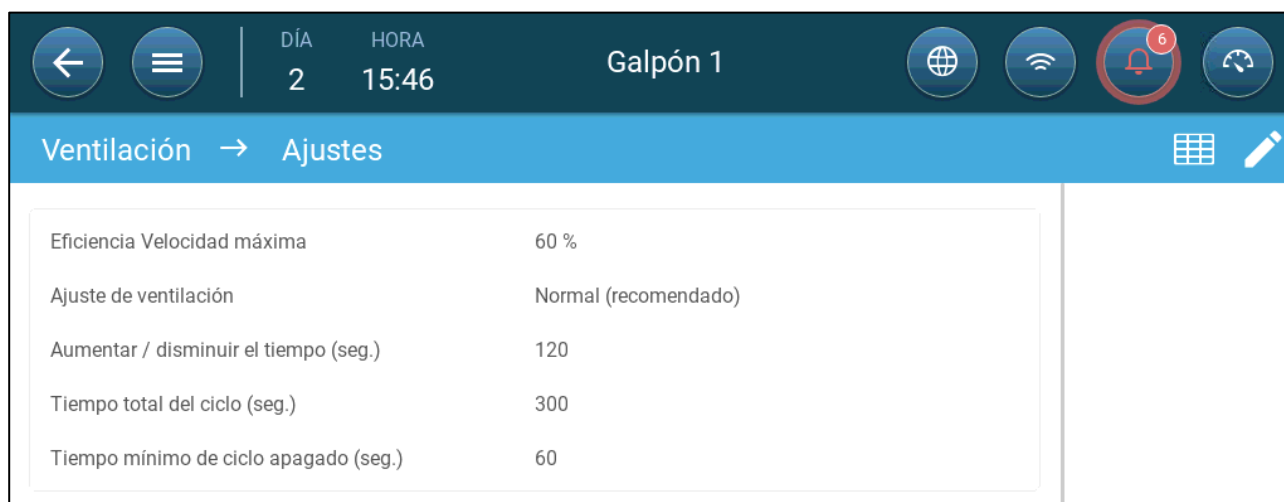 DÍA HORA
2 15:46
Galpón 1
6
Ventilación → Ajustes
Eficiencia Velocidad máxima 60 %
Ajuste de ventilación Normal (recomendado)
Aumentar / disminuir el tiempo (seg.) 120
Tiempo total del ciclo (seg.) 300
Tiempo mínimo de ciclo apagado (seg.) 60